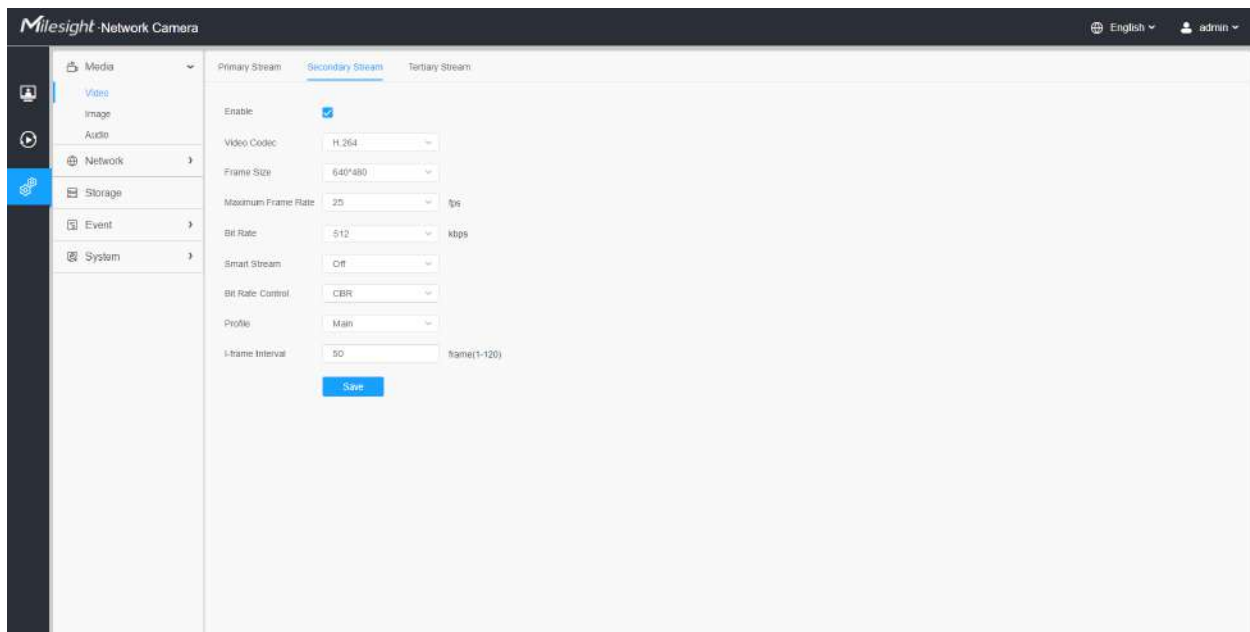 Milesight -Network Camera
English
admin
Media
Video
Image
Audio
Network
Storage
Event
System
Primary Stream Secondary Stream Tertiary Stream
Enable
Video Codec H.264
Frame Size 640*480
Maximum Frame Rate 25 fps
Bit Rate 512 kbps
Smart Stream Off
Bit Rate Control CBR
Profile Main
I-frame Interval 50 frame(1-120)
Save